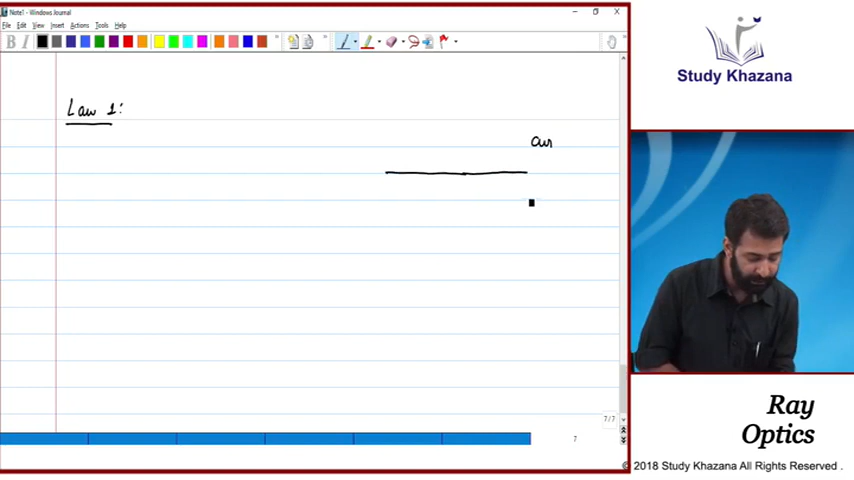 Note1 - Windows Journal
File Edit View Insert Actions Tools Help
B I
Law 1:
air
7 / 7
7
Study Khazana
Ray
Optics
© 2018 Study Khazana All Rights Reserved .